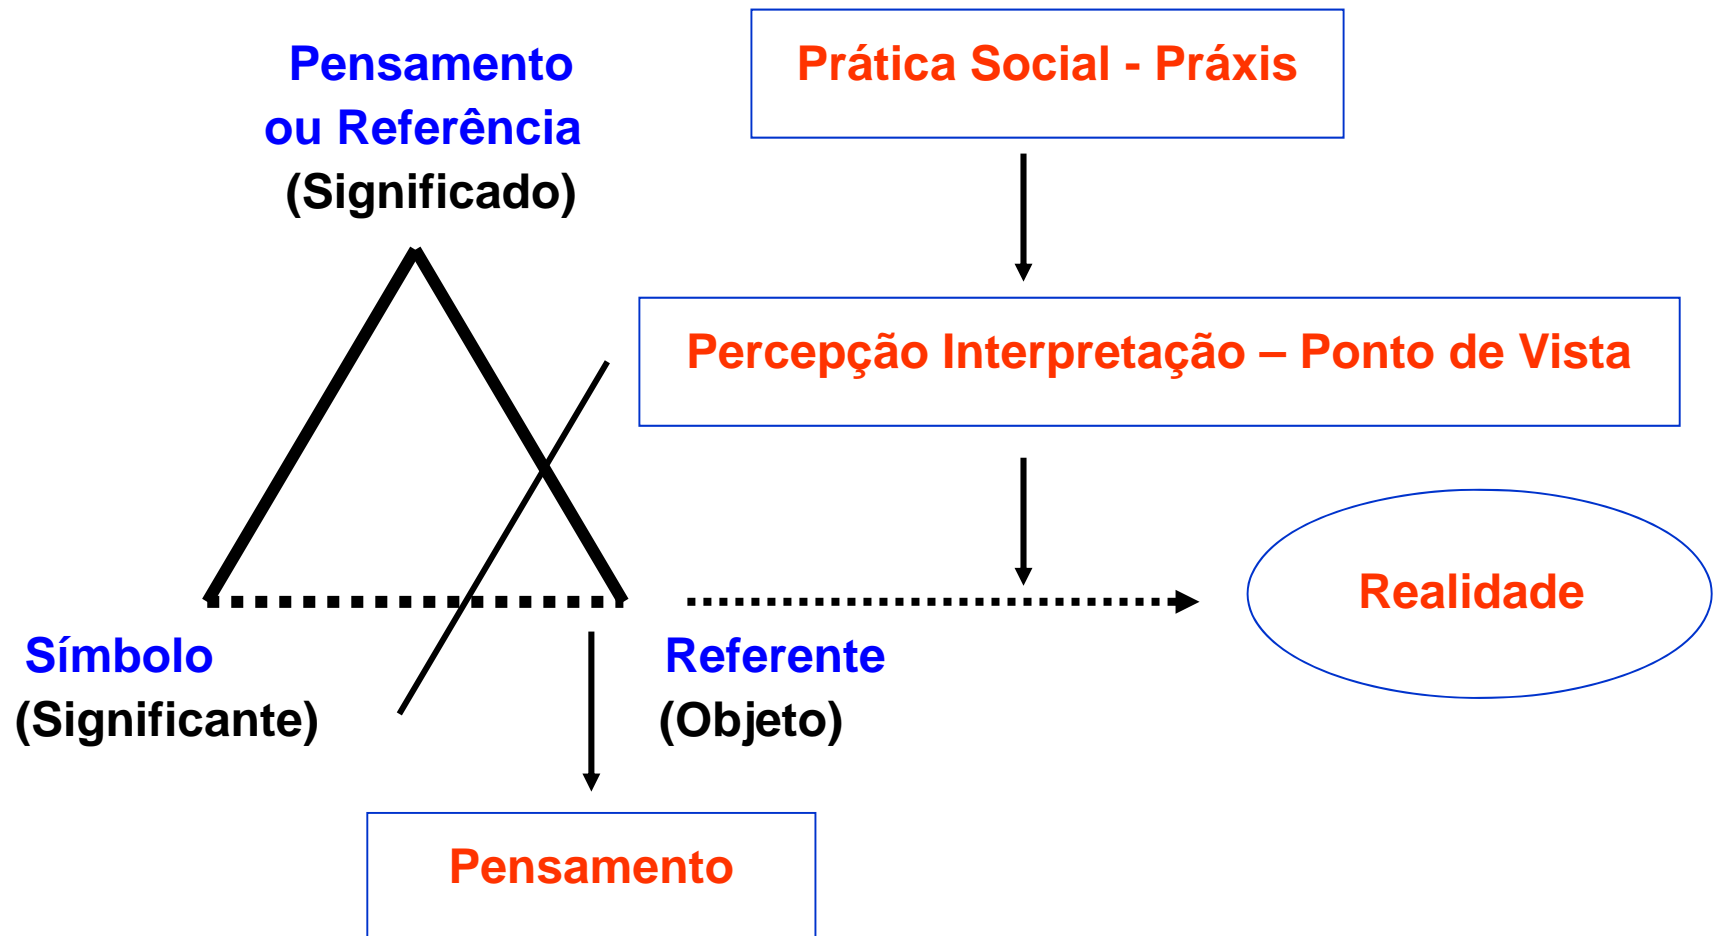 Pensamento
ou Referência
(Significado)
Prática Social - Práxis
Percepção Interpretação – Ponto de Vista
Realidade
Símbolo
(Significante)
Referente
(Objeto)
Pensamento